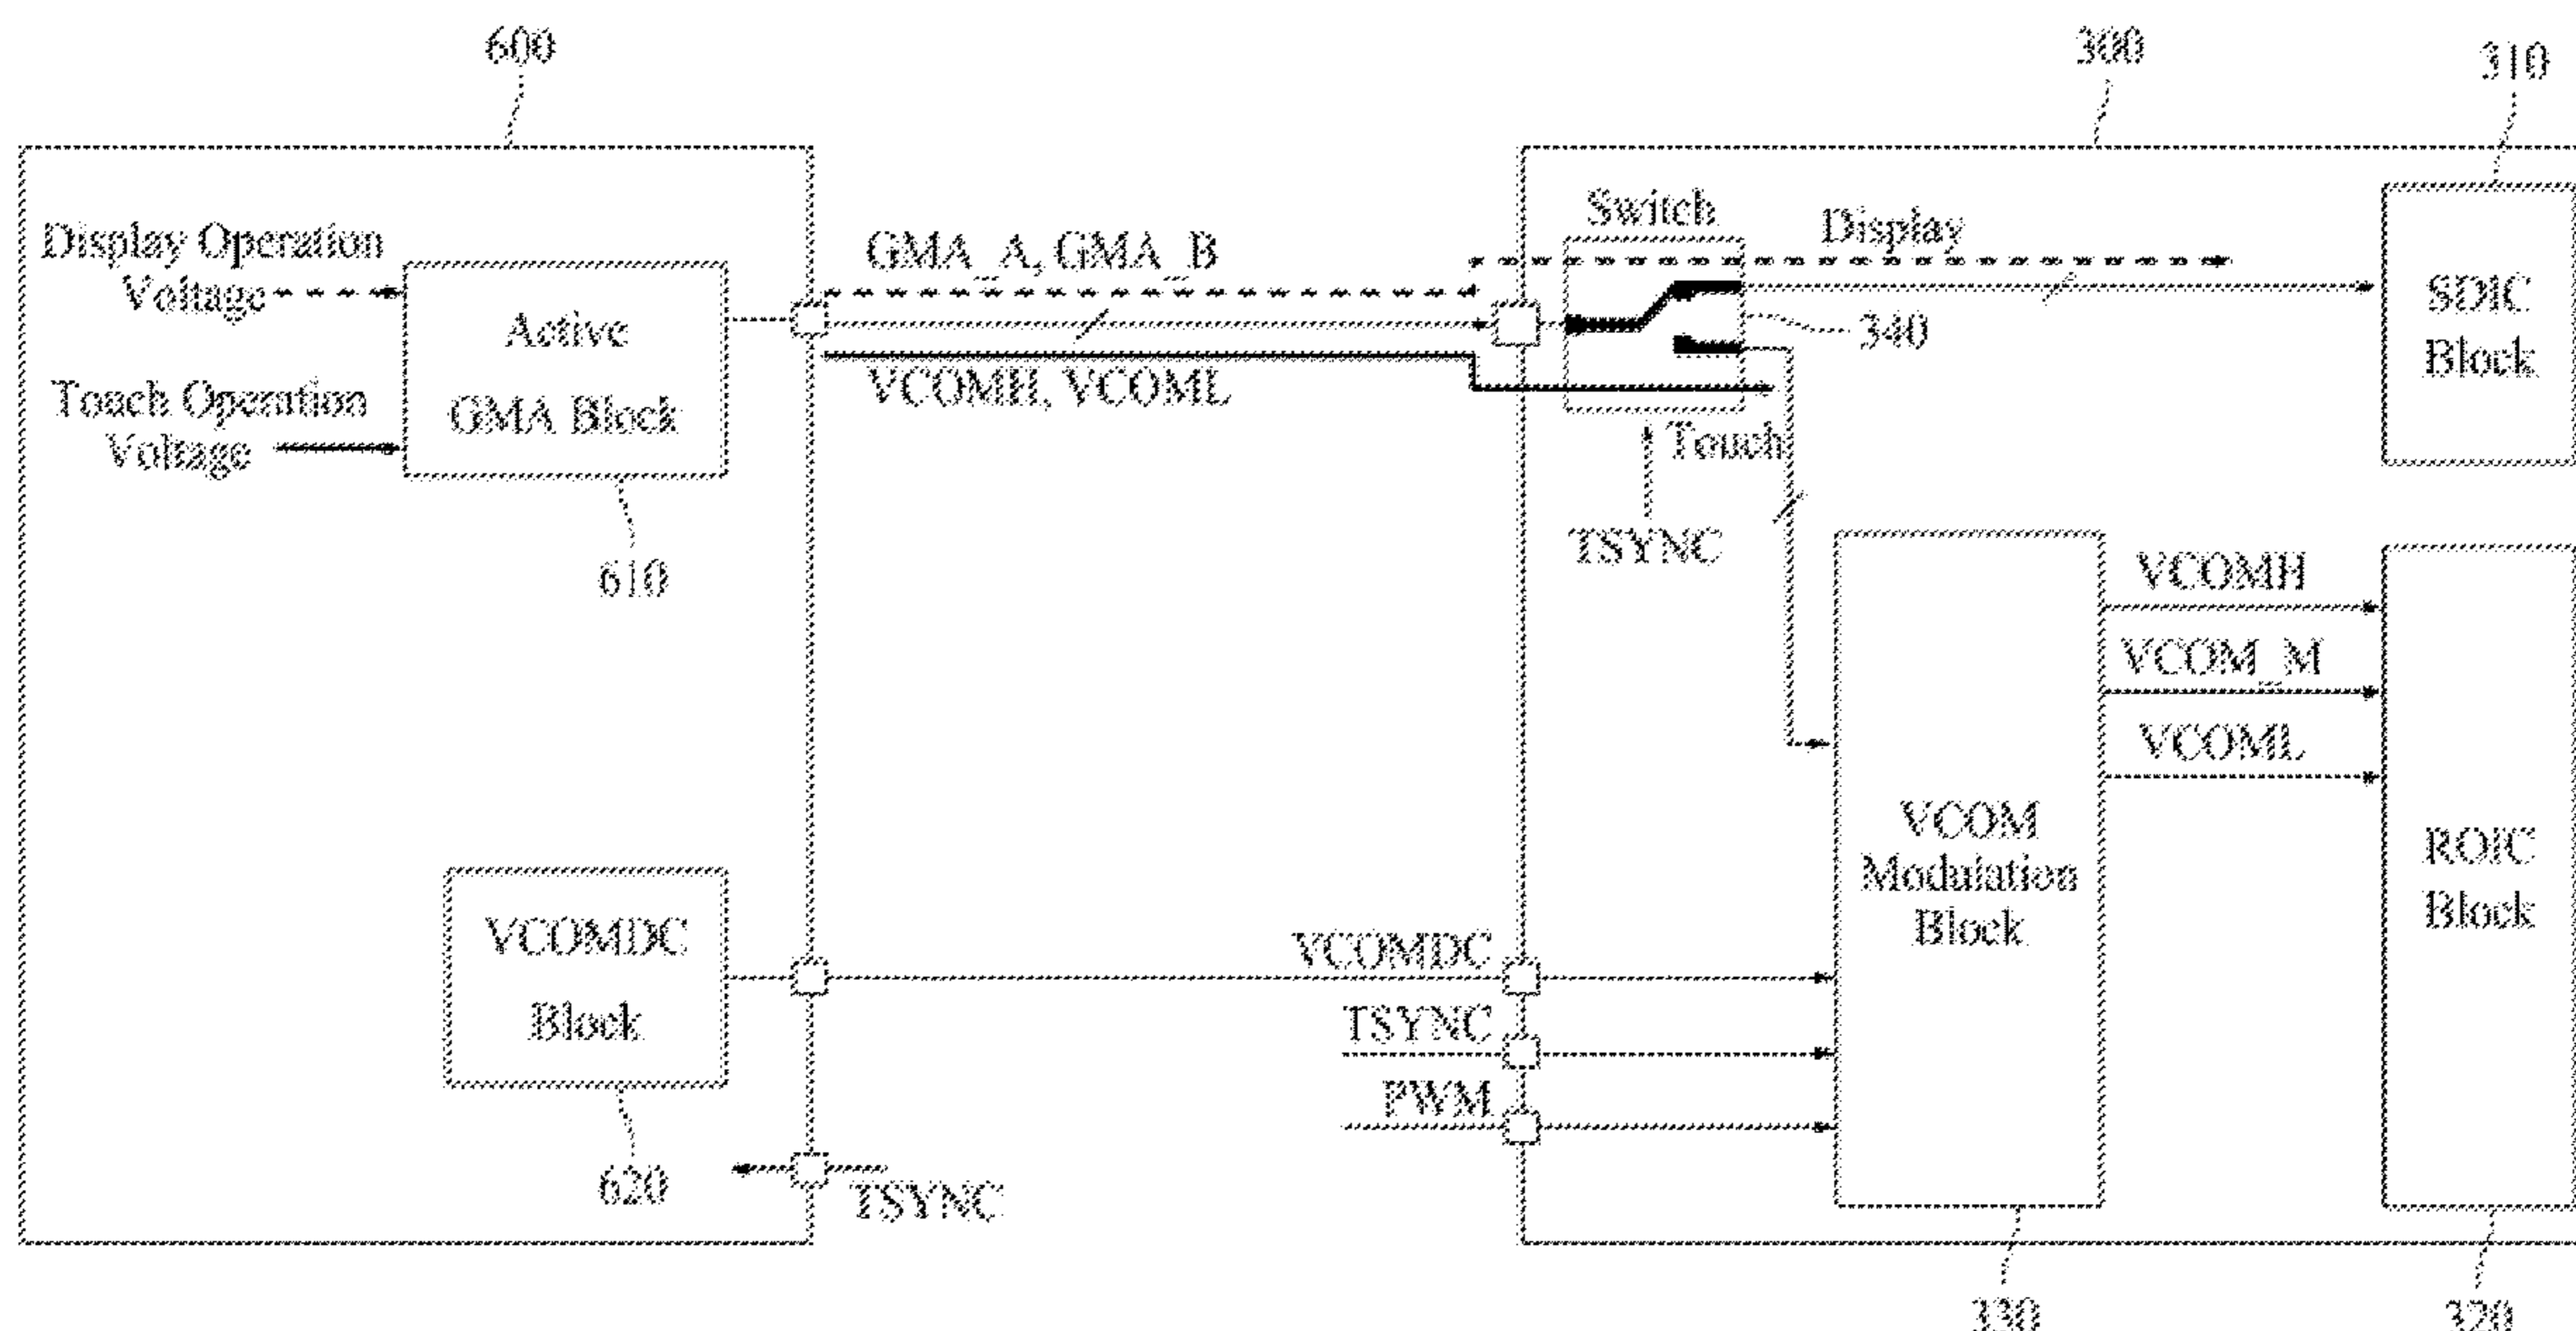 600
300
310
Display Operation
Voltage
Touch Operation
Voltage
Active
GMA Block
610
GMA_A, GMA_B
VCOMH, VCOML
Switch
Display
340
Touch
TSYNC
SDIC
Block
VCOMH
VCOM_M
VCOML
VCOM
Modulation
Block
ROIC
Block
VCOMDC
Block
620
VCOMDC
TSYNC
PWM
TSYNC
330
320